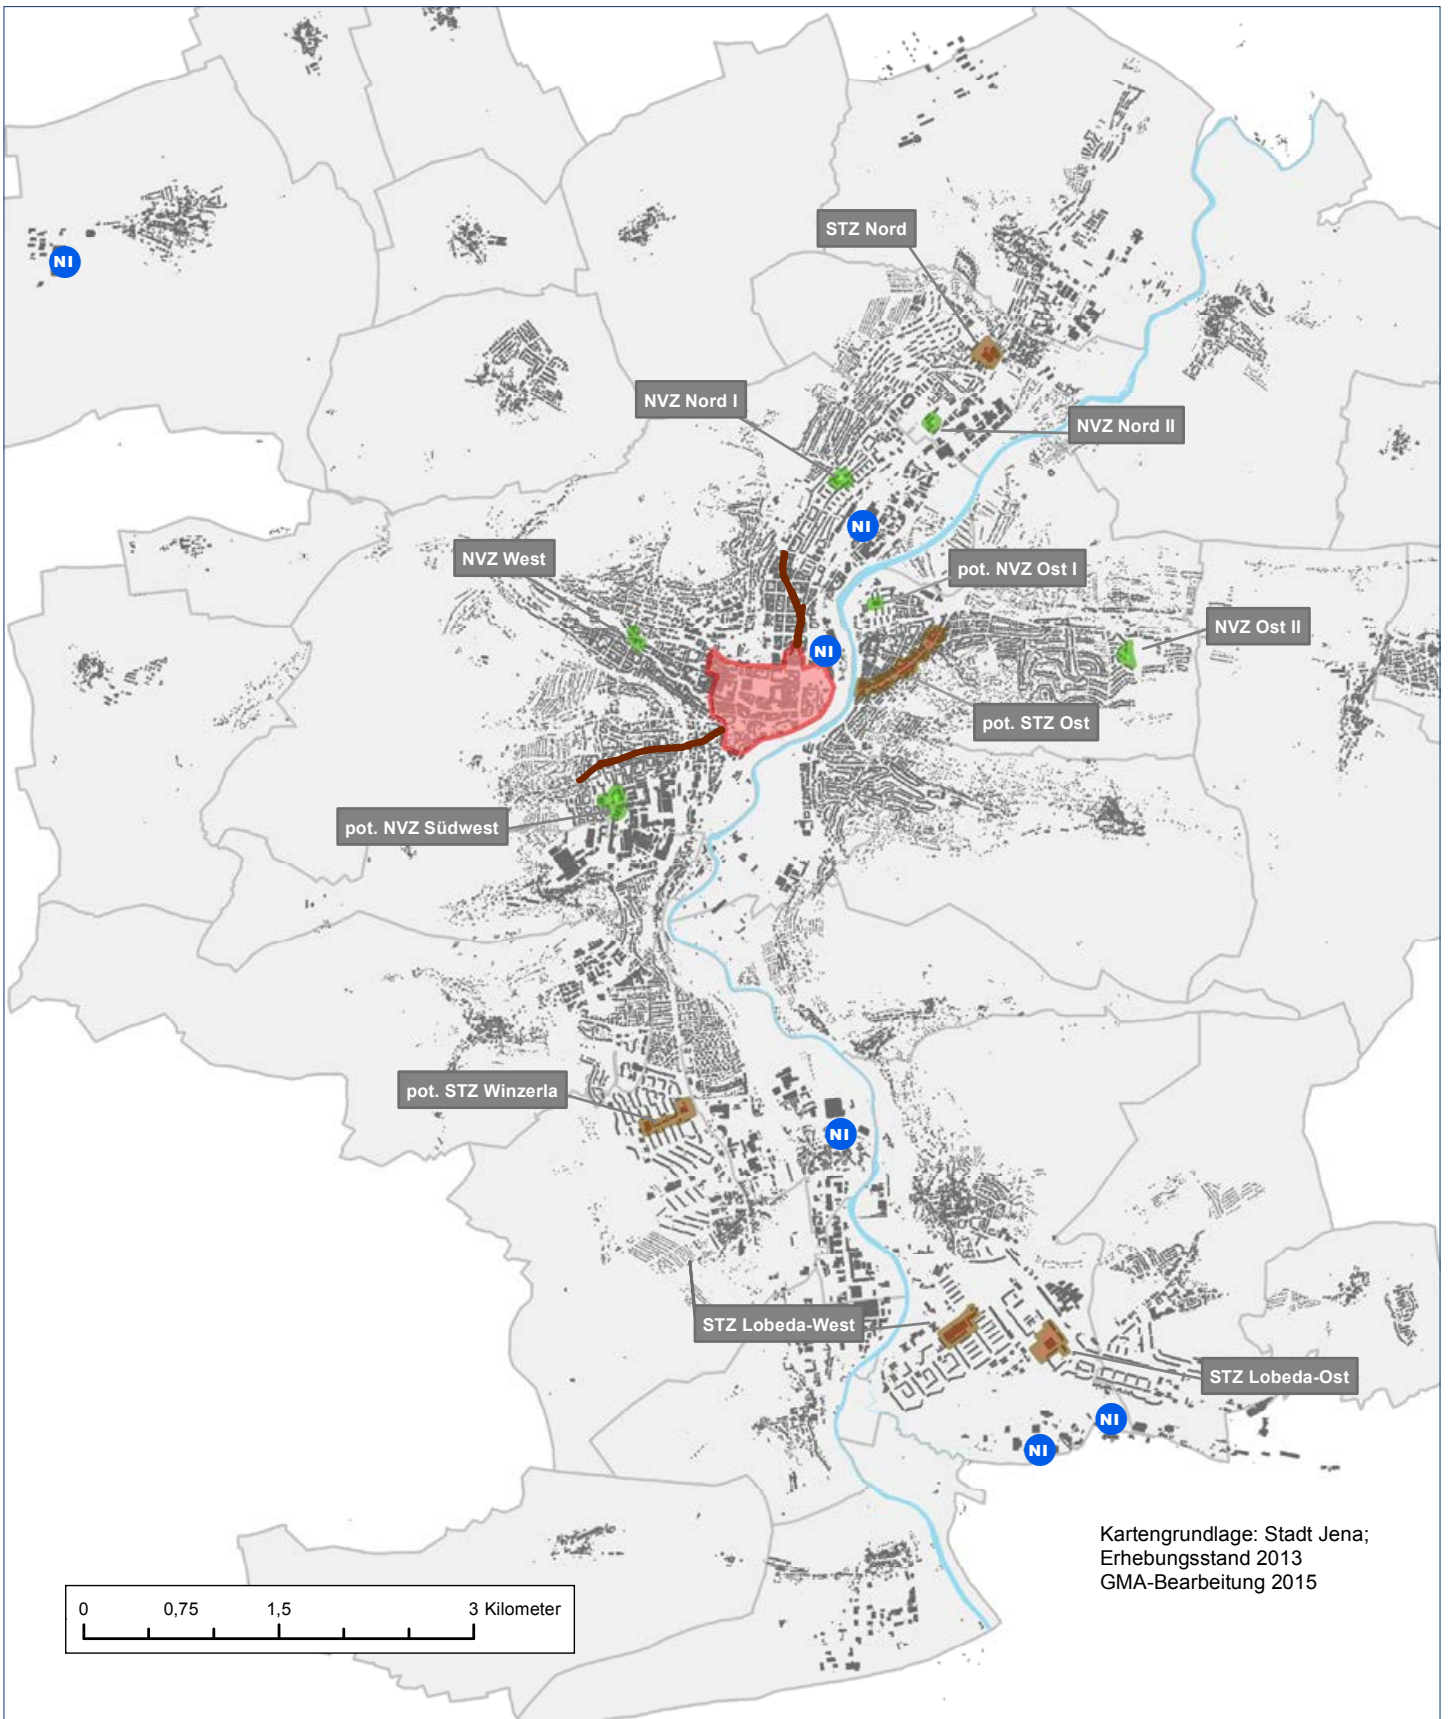 STZ Nord
NI
NVZ Nord I
NVZ Nord II
NI
NVZ West
pot. NVZ Ost I
NVZ Ost II
NI
pot. STZ Ost
pot. NVZ Südwest
pot. STZ Winzerla
NI
STZ Lobeda-West
STZ Lobeda-Ost
NI
NI
Kartengrundlage: Stadt Jena;
Erhebungsstand 2013
GMA-Bearbeitung 2015
0 0,75 1,5 3 Kilometer